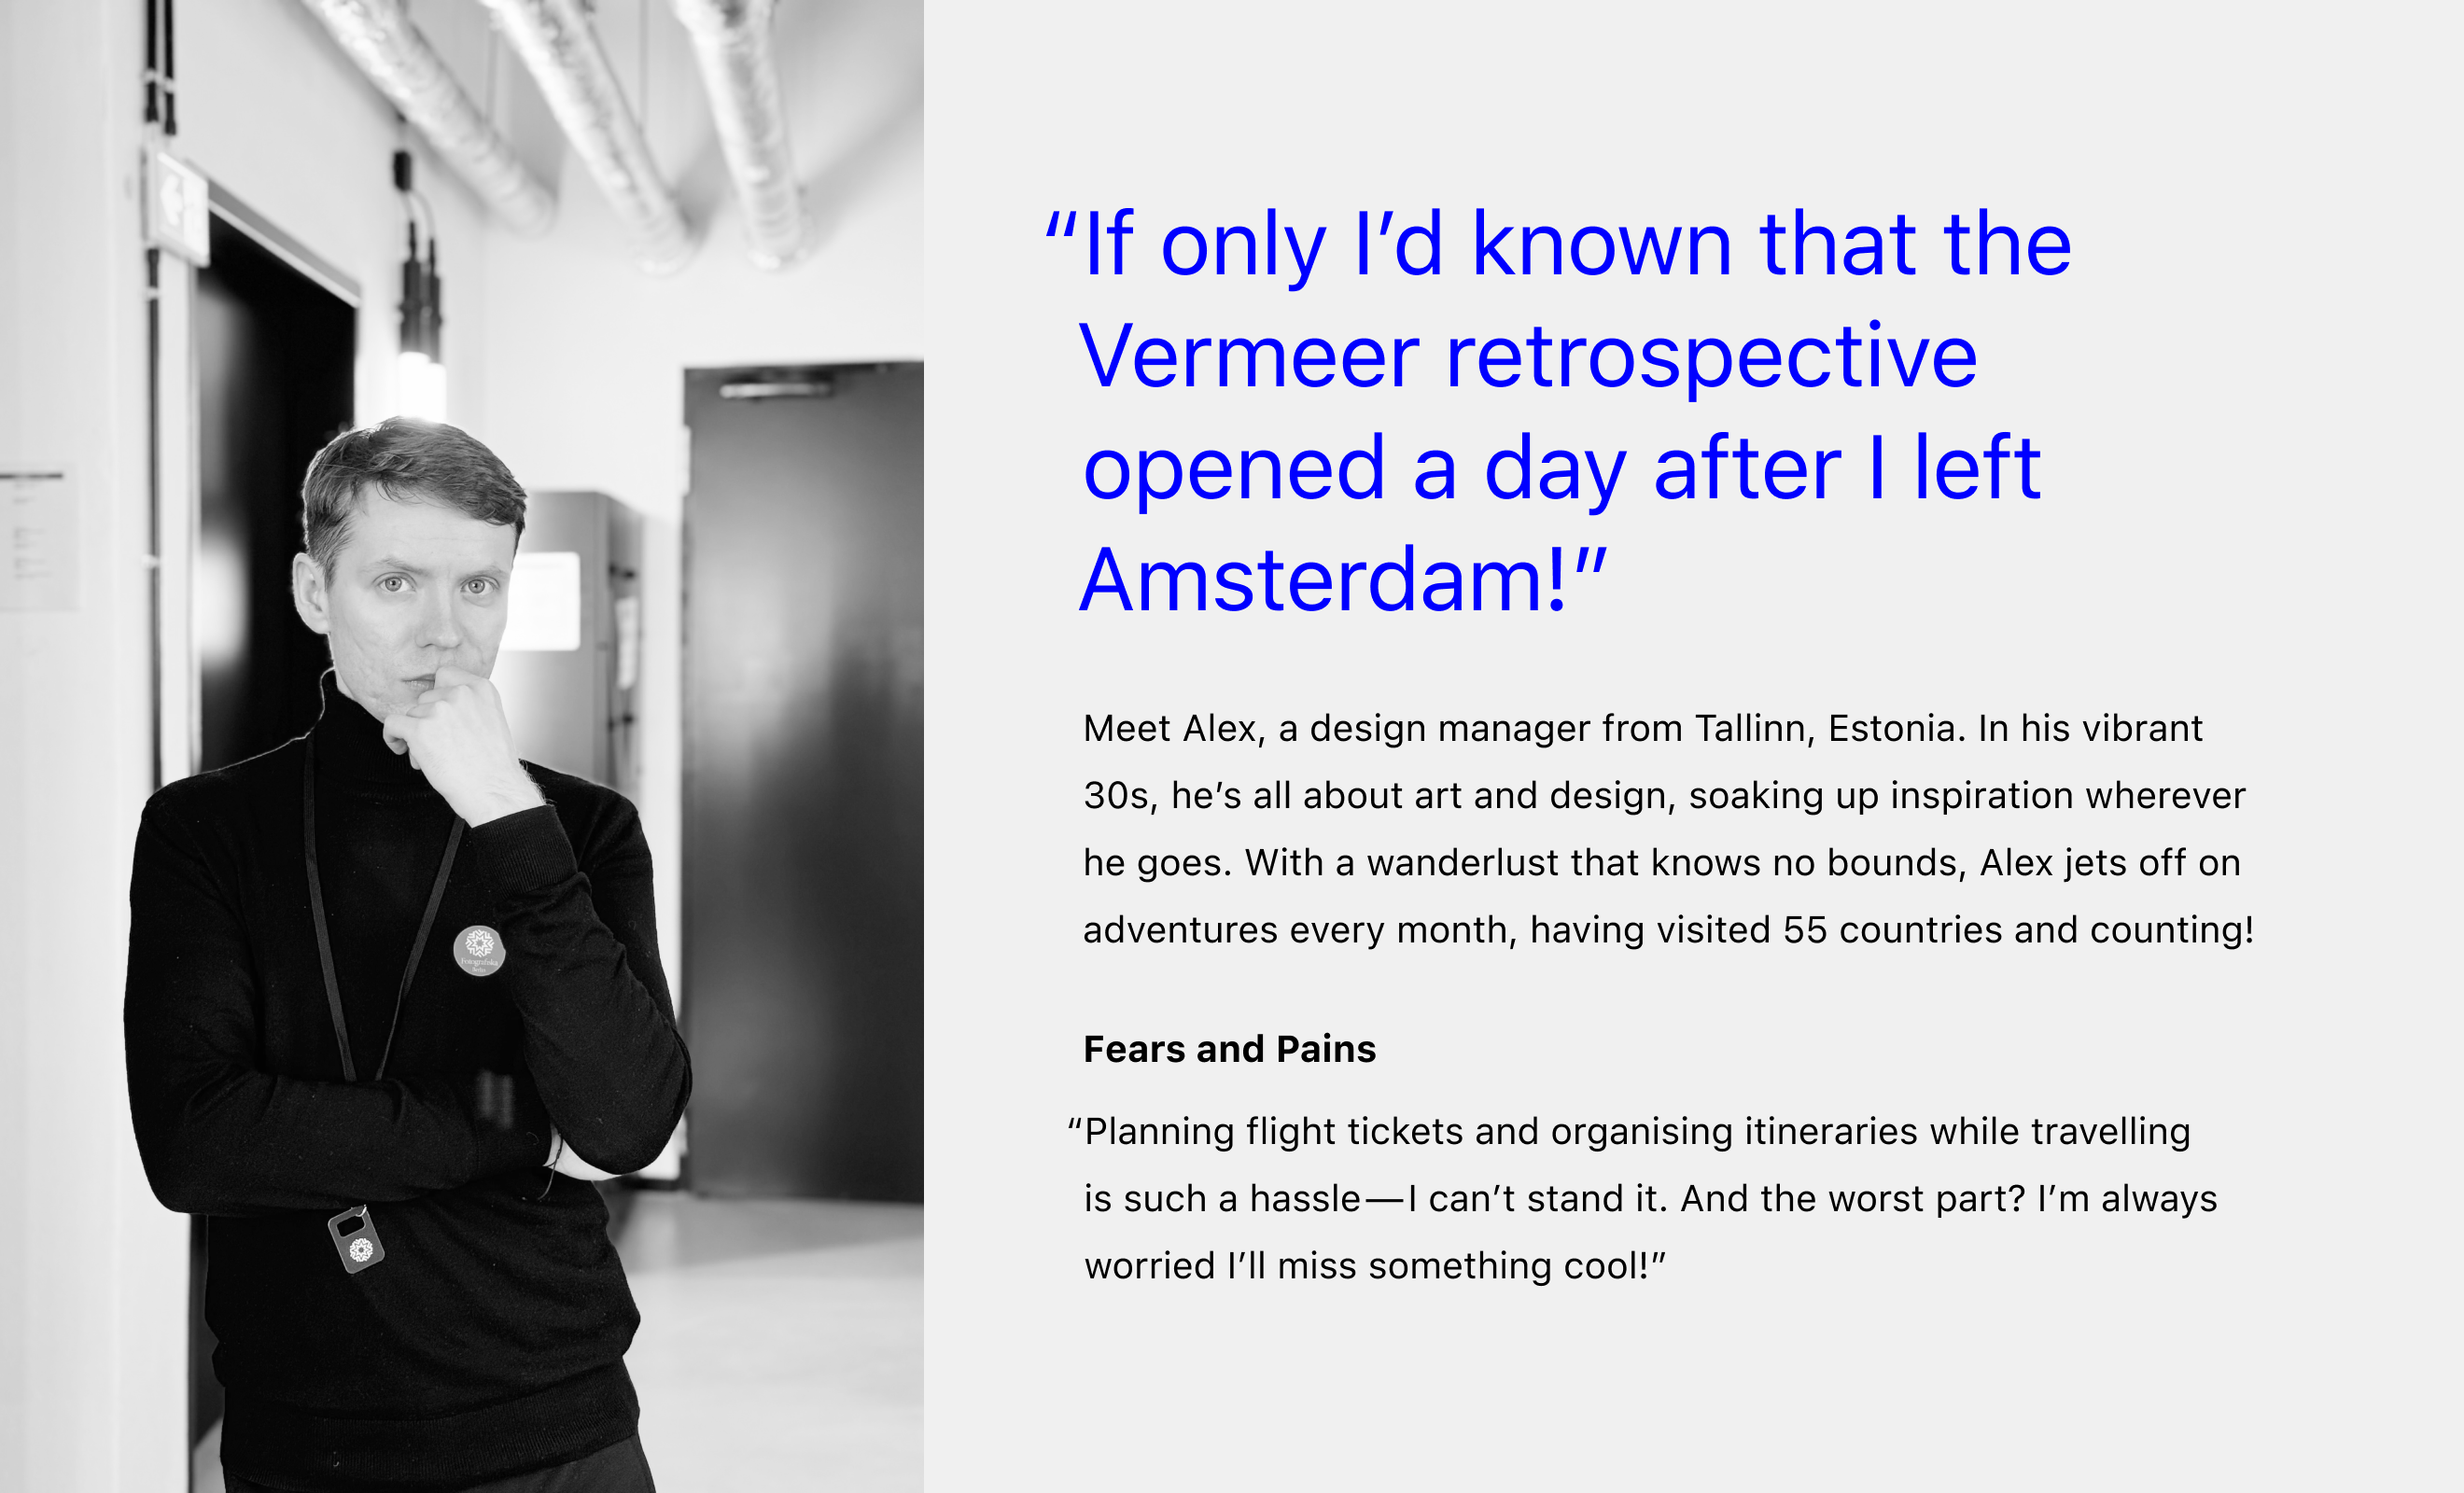 “If only I’d known that the
Vermeer retrospective
opened a day after I left
Amsterdam!”
Meet Alex, a design manager from Tallinn, Estonia. In his vibrant
30s, he’s all about art and design, soaking up inspiration wherever
he goes. With a wanderlust that knows no bounds, Alex jets off on
adventures every month, having visited 55 countries and counting!
Fears and Pains
“Planning flight tickets and organising itineraries while travelling
is such a hassle—I can’t stand it. And the worst part? I’m always
worried I’ll miss something cool!”
Fotografiska
Berlin